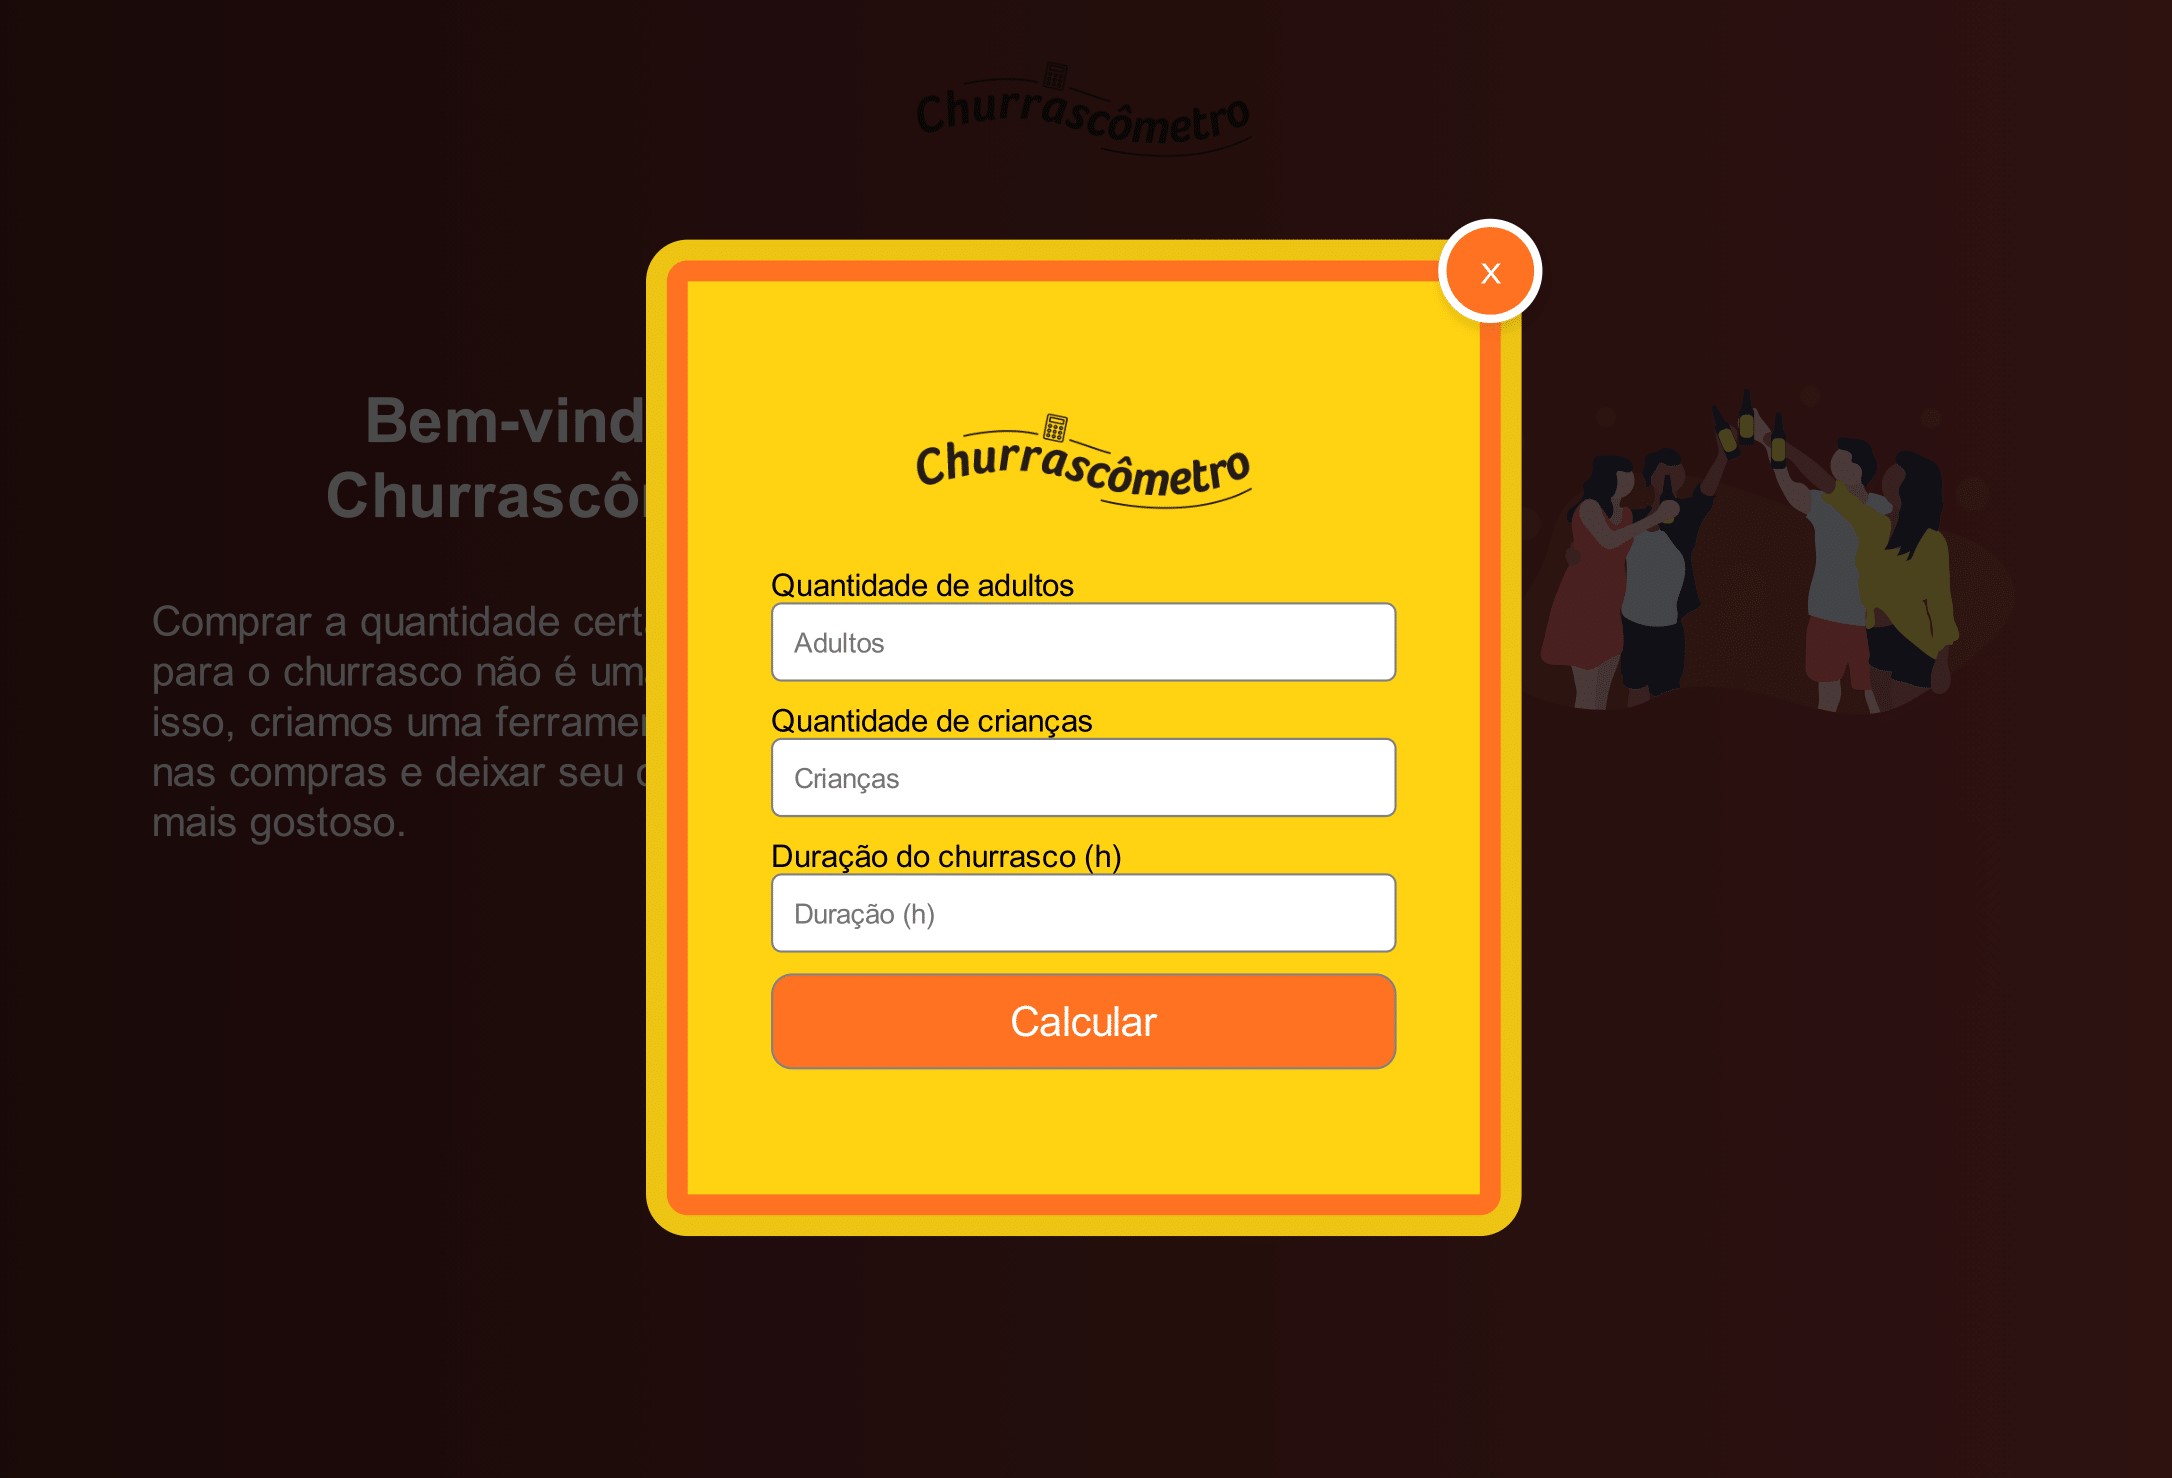 Churrascômetro
x
Bem-vind
Churrascô
Comprar a quantidade cert
para o churrasco não é um
isso, criamos uma ferrame
nas compras e deixar seu
mais gostoso.
Churrascômetro
Quantidade de adultos
Adultos
Quantidade de crianças
Crianças
Duração do churrasco (h)
Duração (h)
Calcular